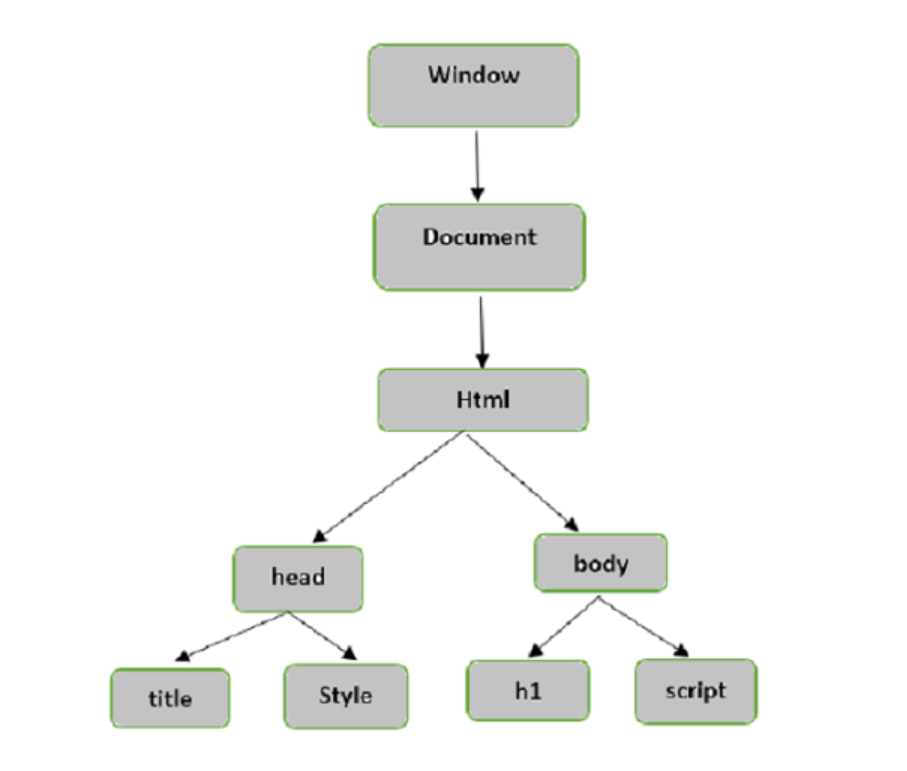 Window
Document
Html
head
body
title
Style
h1
script